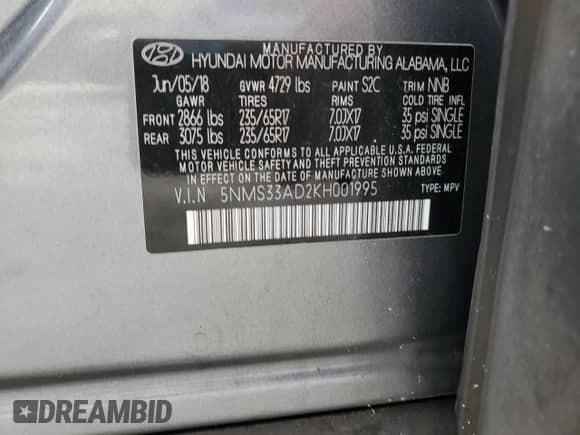 MANUFACTURED BY
HYUNDAI MOTOR MANUFACTURING ALABAMA, LLC
Jun/05/18 GVWR 4729 lbs PAINT S2C TRIM NNB
GAWR TIRES RIMS COLD TIRE INFL
FRONT 2866 lbs 235/65R17 7.0JX17 35 psi SINGLE
REAR 3075 lbs 235/65R17 7.0JX17 35 psi SINGLE
THIS VEHICLE CONFORMS TO ALL APPLICABLE U.S.A. FEDERAL
MOTOR VEHICLE SAFETY AND THEFT PREVENTION STANDARDS
IN EFFECT ON THE DATE OF MANUFACTURE SHOWN ABOVE.
V.I.N 5NMS33AD2KH001995 TYPE: MPV
DREAMBID